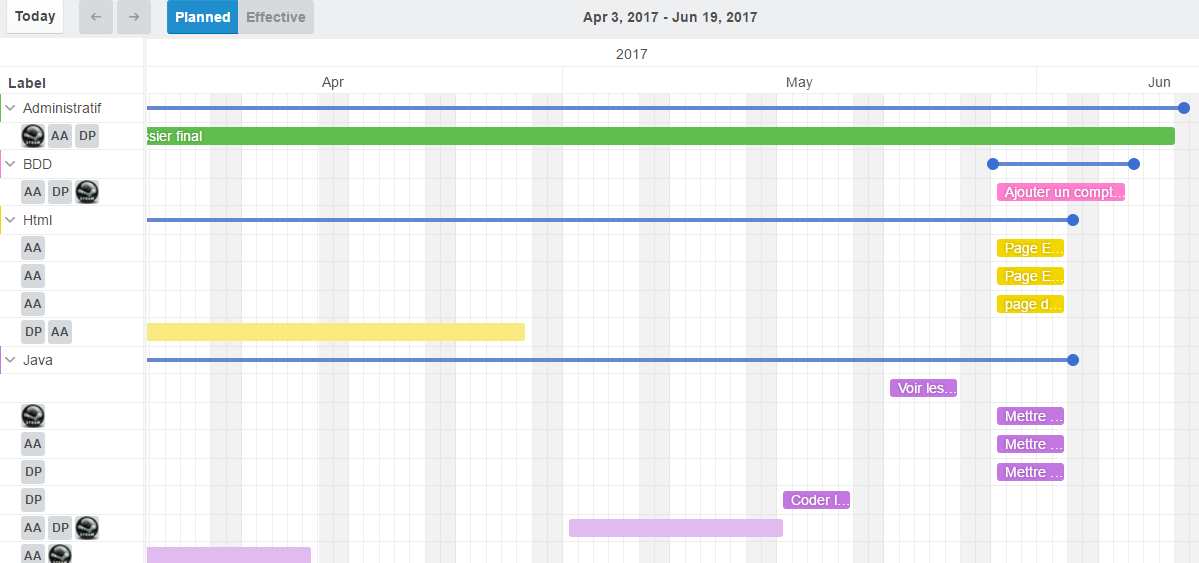 Today ← → Planned Effective Apr 3, 2017 - Jun 19, 2017
2017
Label Apr May Jun
Administratif
AA DP ssier final
BDD
AA DP Ajouter un compt...
Html
AA Page E...
AA Page E...
AA page d...
DP AA
Java
Voir les...
Mettre ...
AA Mettre ...
DP Mettre ...
DP Coder l...
AA DP
AA